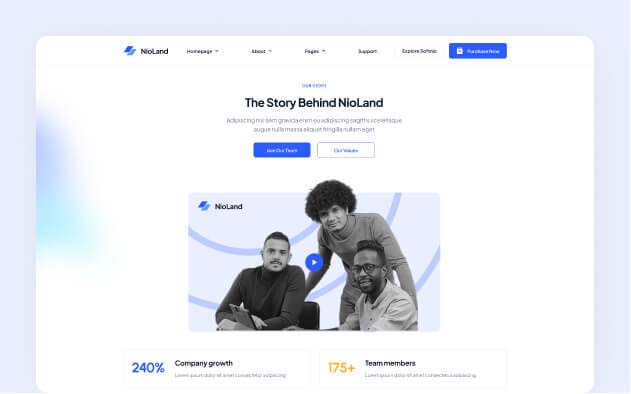 NioLand
Homepage
About
Pages
Support
Explore Softnio
Purchase Now
OUR STORY
The Story Behind NioLand
Adipiscing nisl sem gravida erem eu adipiscing sagittis scelerisque
augue nulla massa aliquet fringilla nullam eget
Join Our Team
Our Values
NioLand
240%
Company growth
Lorem ipsum dolor sit amet consectetur adipiscing
175+
Team members
Lorem ipsum dolor sit amet consectetur adipiscing